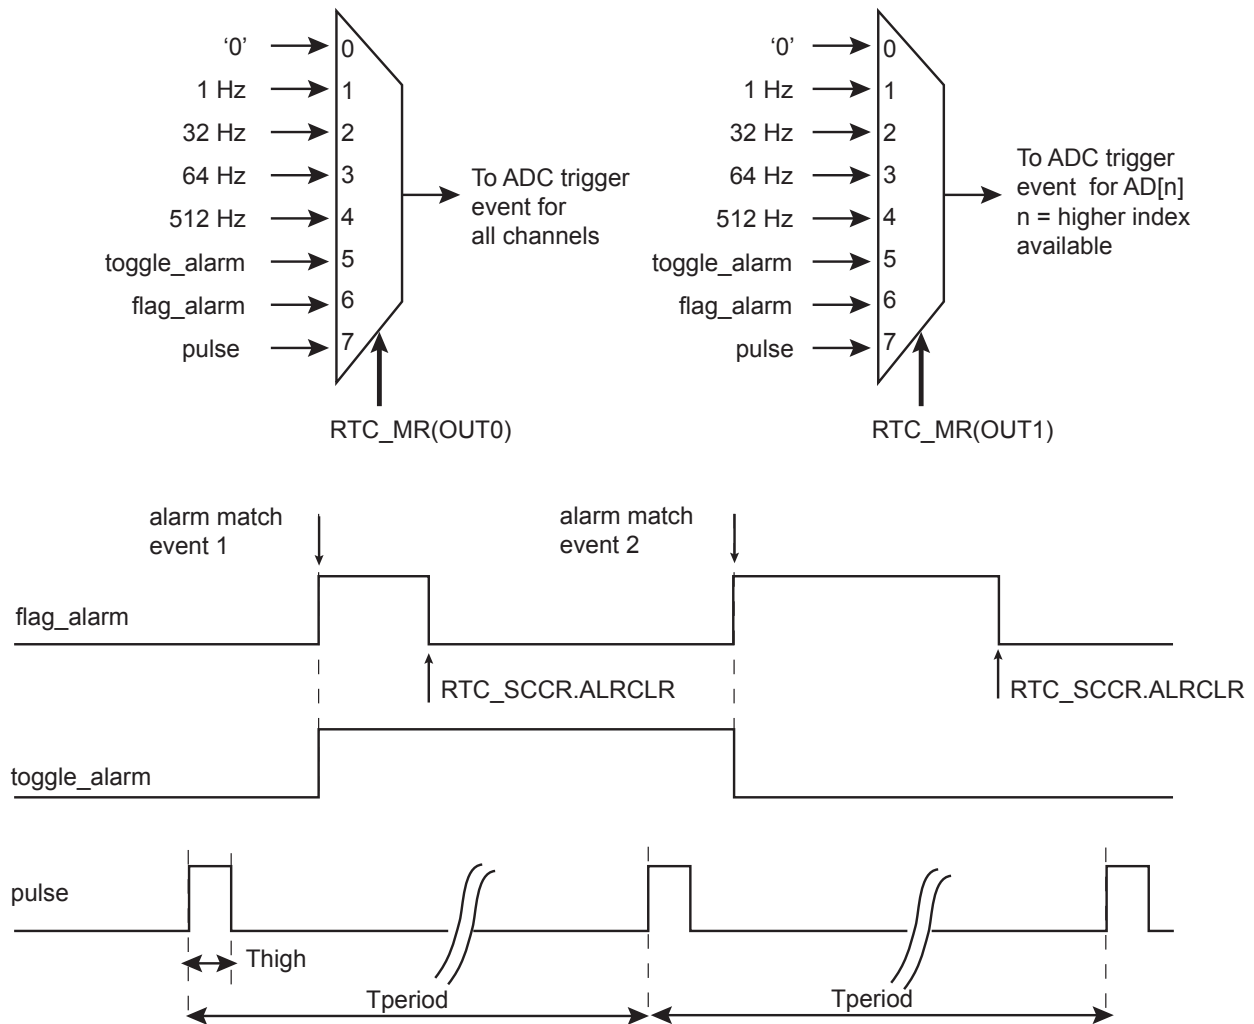 ‘0’
0
1 Hz
1
32 Hz
2
64 Hz
3
512 Hz
4
toggle_alarm
5
flag_alarm
6
pulse
7
To ADC trigger
event for
all channels
RTC_MR(OUT0)
‘0’
0
1 Hz
1
32 Hz
2
64 Hz
3
512 Hz
4
toggle_alarm
5
flag_alarm
6
pulse
7
To ADC trigger
event for AD[n]
n = higher index
available
RTC_MR(OUT1)
alarm match
event 1
alarm match
event 2
flag_alarm
RTC_SCCR.ALRCLR
RTC_SCCR.ALRCLR
toggle_alarm
pulse
Thigh
Tperiod
Tperiod